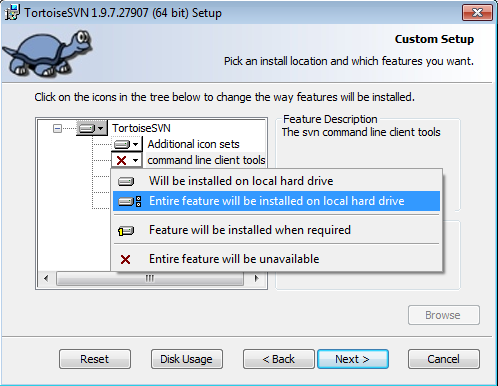 TortoiseSVN 1.9.7.27907 (64 bit) Setup
Custom Setup
Pick an install location and which features you want.
Click on the icons in the tree below to change the way features will be installed.
TortoiseSVN
Additional icon sets
command line client tools
Feature Description
The svn command line client tools
Will be installed on local hard drive
Entire feature will be installed on local hard drive
Feature will be installed when required
Entire feature will be unavailable
Browse
Reset
Disk Usage
< Back
Next >
Cancel